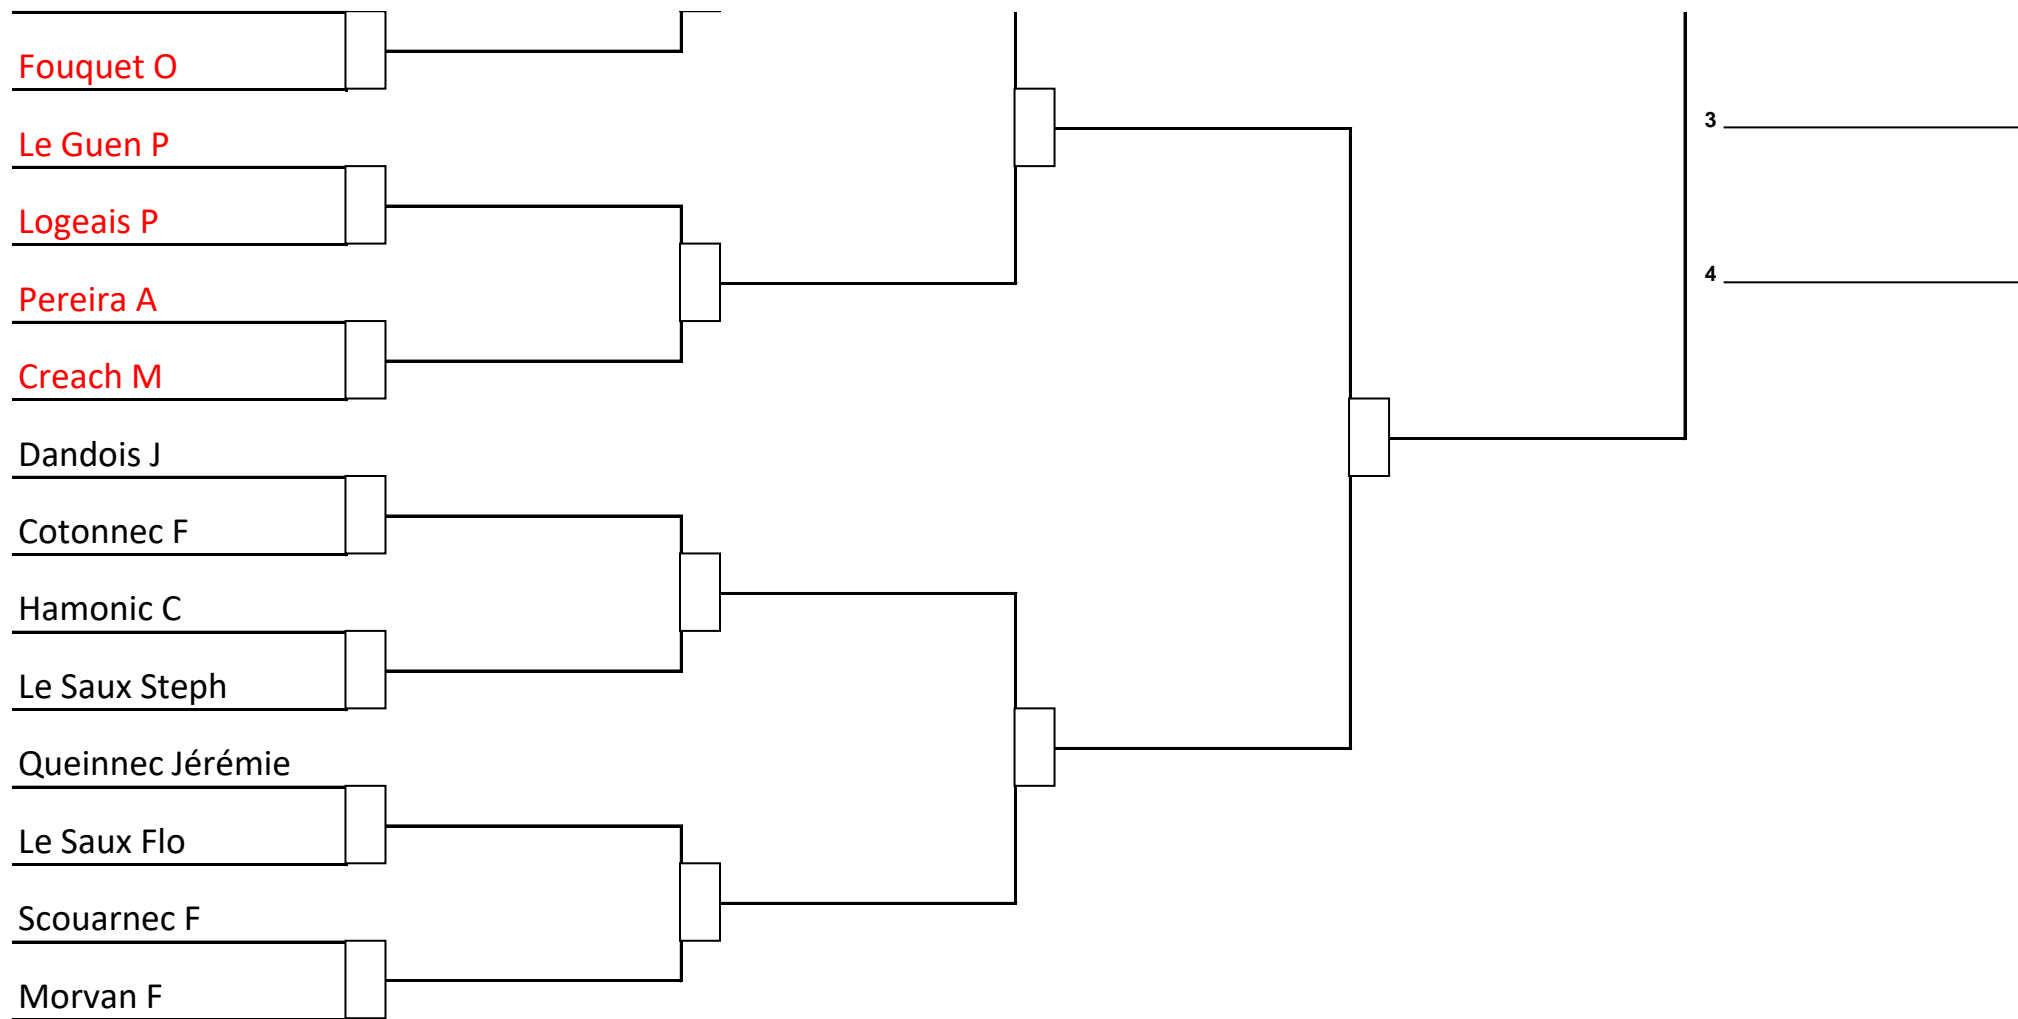 Fouquet O
3
Le Guen P
Logeais P
4
Pereira A
Creach M
Dandois J
Cotonnec F
Hamonic C
Le Saux Steph
Queinnec Jérémie
Le Saux Flo
Scouarnec F
Morvan F